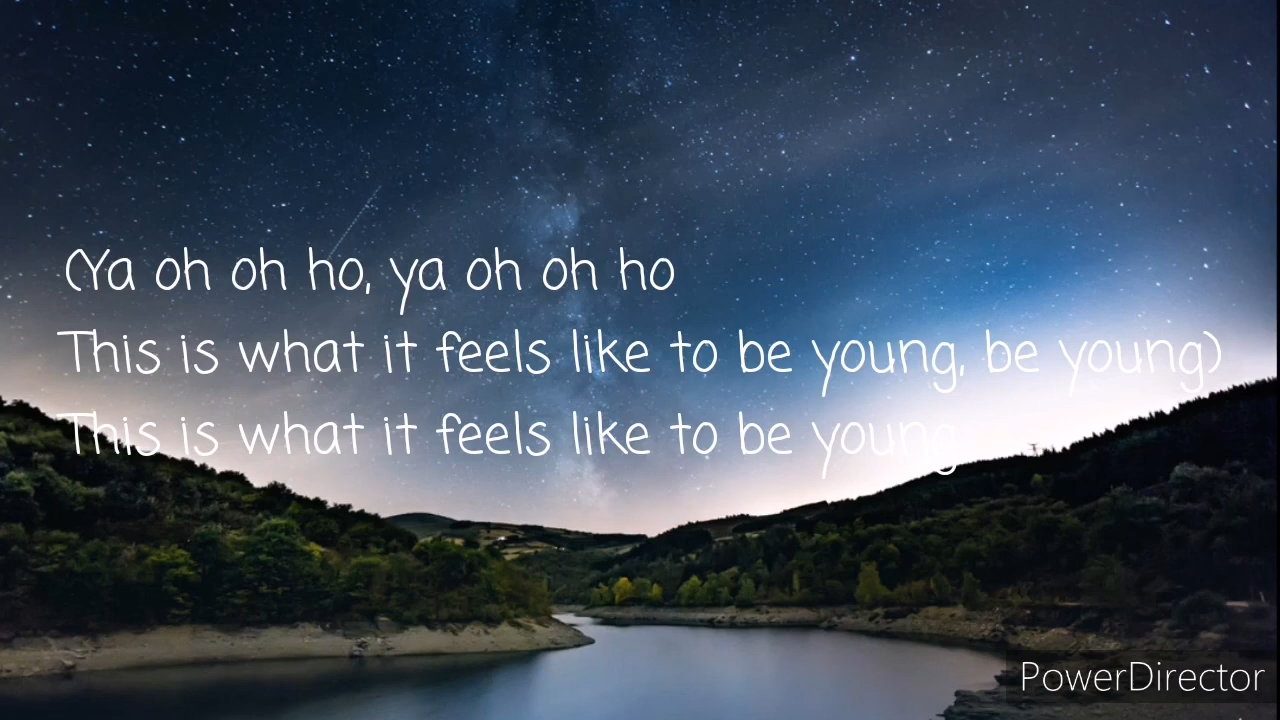 (Ya oh oh ho, ya oh oh ho
This is what it feels like to be young, be young)
This is what it feels like to be young
PowerDirector